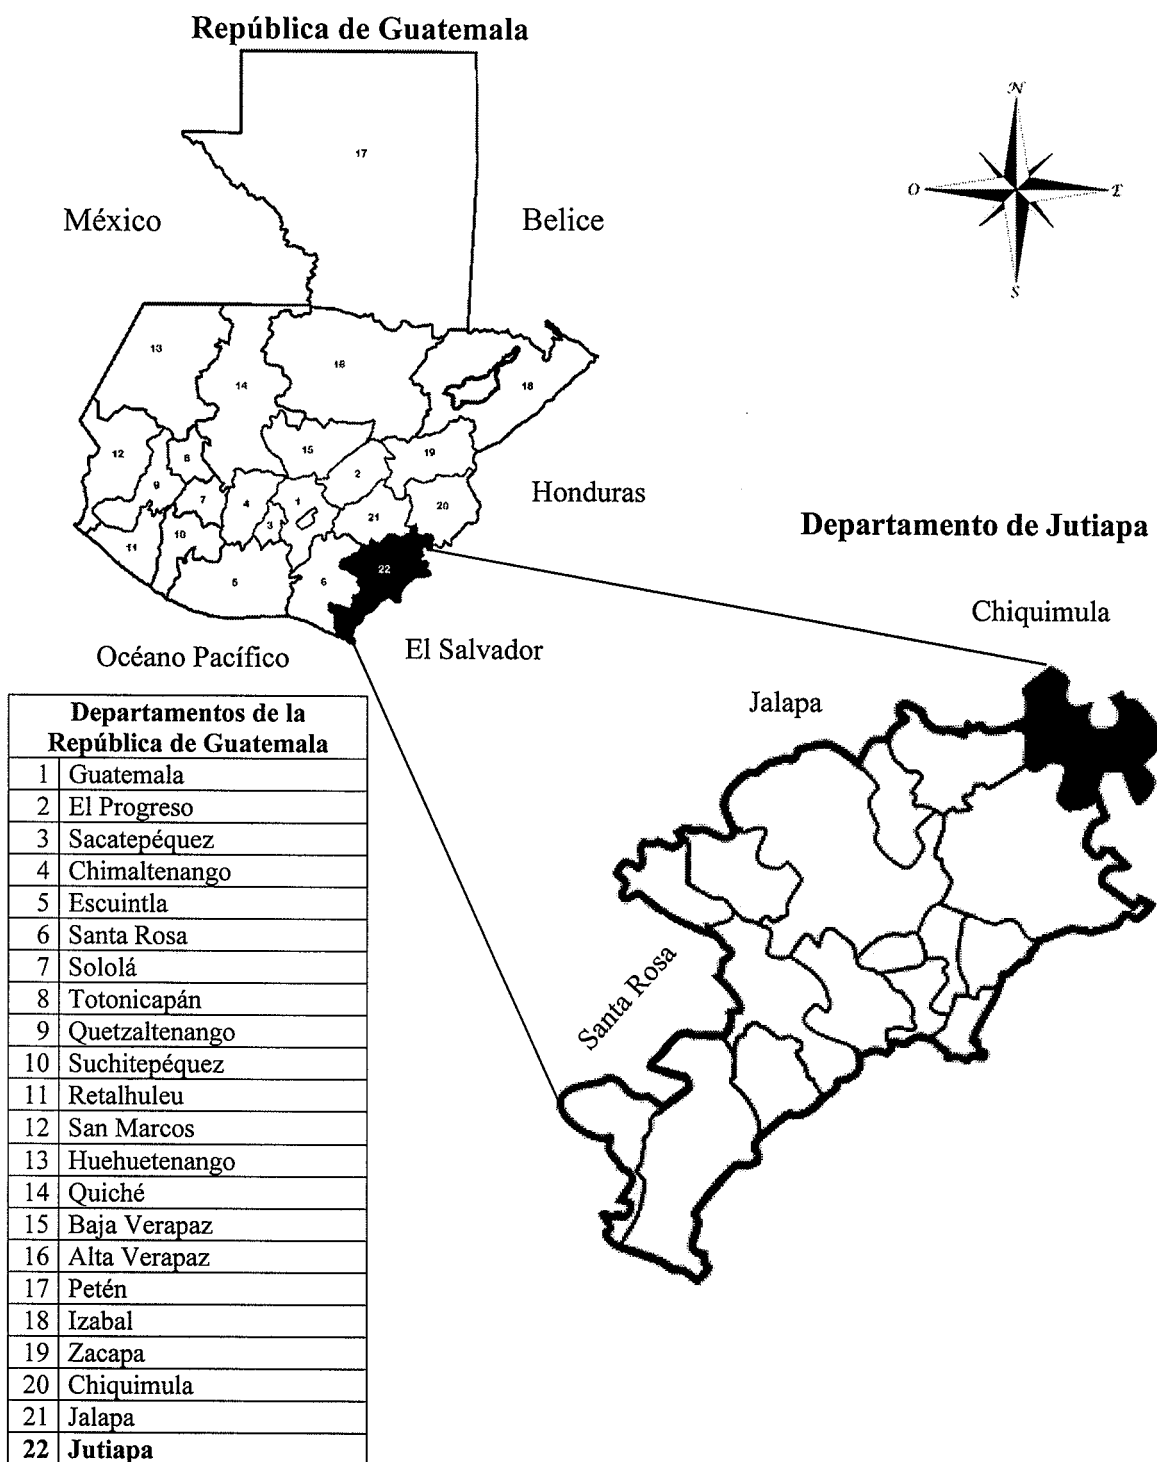 República de Guatemala
N
O
E
S
17
México
Belice
13
14
16
18
12
8
15
19
9
7
4
1
2
20
Honduras
3
21
11
10
5
6
22
Departamento de Jutiapa
Chiquimula
El Salvador
Océano Pacífico
Jalapa
Santa Rosa
Departamentos de la
República de Guatemala
1 Guatemala
2 El Progreso
3 Sacatepéquez
4 Chimaltenango
5 Escuintla
6 Santa Rosa
7 Sololá
8 Totonicapán
9 Quetzaltenango
10 Suchitepéquez
11 Retalhuleu
12 San Marcos
13 Huehuetenango
14 Quiché
15 Baja Verapaz
16 Alta Verapaz
17 Petén
18 Izabal
19 Zacapa
20 Chiquimula
21 Jalapa
22 Jutiapa